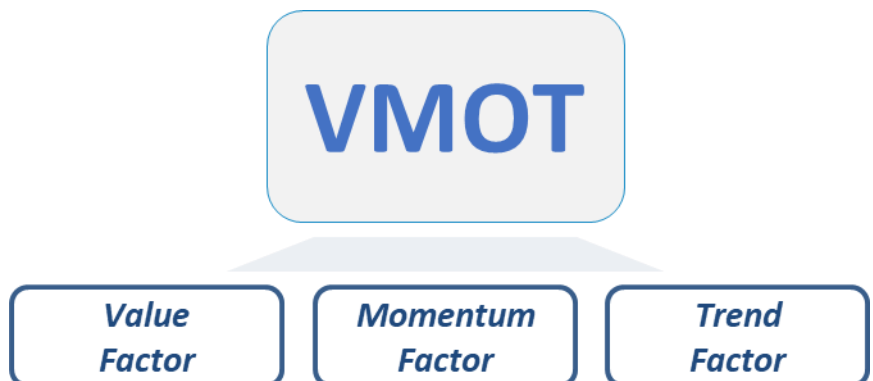 VMOT
Value
Factor
Momentum
Factor
Trend
Factor